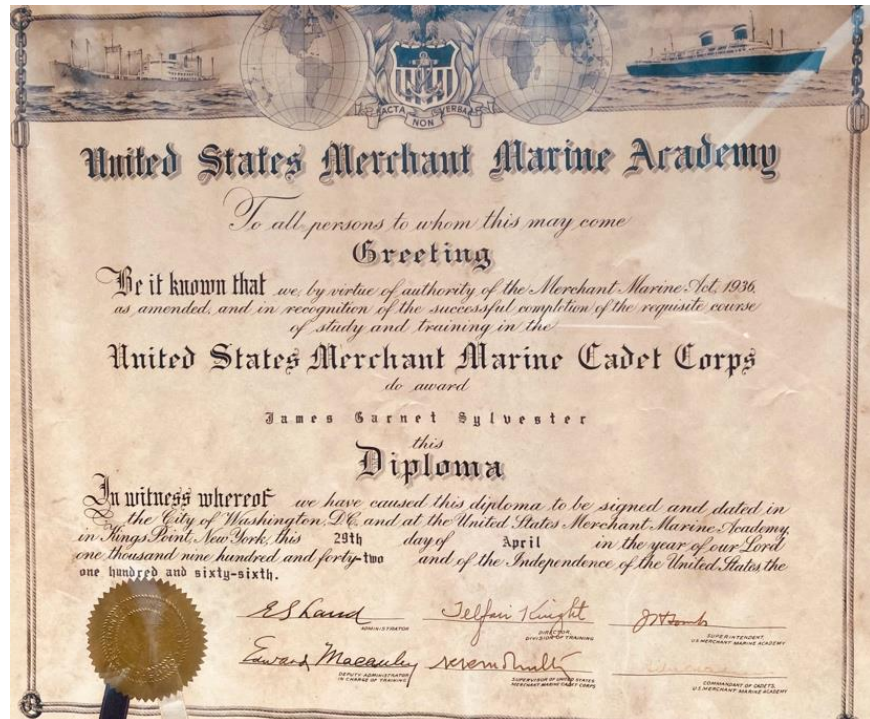 ACTA NON VERBA
United States Merchant Marine Academy
To all persons to whom this may come
Greeting
Be it known that we, by virtue of authority of the Merchant Marine Act, 1936,
as amended, and in recognition of the successful completion of the requisite course
of study and training in the
United States Merchant Marine Cadet Corps
do award
James Garnet Sylvester
this
Diploma
In witness whereof we have caused this diploma to be signed and dated in
the City of Washington, D.C. and at the United States Merchant Marine Academy,
in Kings Point, New York, this 29th day of April in the year of our Lord
one thousand nine hundred and forty-two and of the Independence of the United States, the
one hundred and sixty-sixth.
E S Land Telfair Knight
ADMINISTRATOR DIRECTOR, DIVISION OF TRAINING SUPERINTENDENT, U.S. MERCHANT MARINE ACADEMY
Edward Macauley
DEPUTY ADMINISTRATOR IN CHARGE OF TRAINING SUPERVISOR OF UNITED STATES MERCHANT MARINE CADET CORPS COMMANDANT OF CADETS, U.S. MERCHANT MARINE ACADEMY